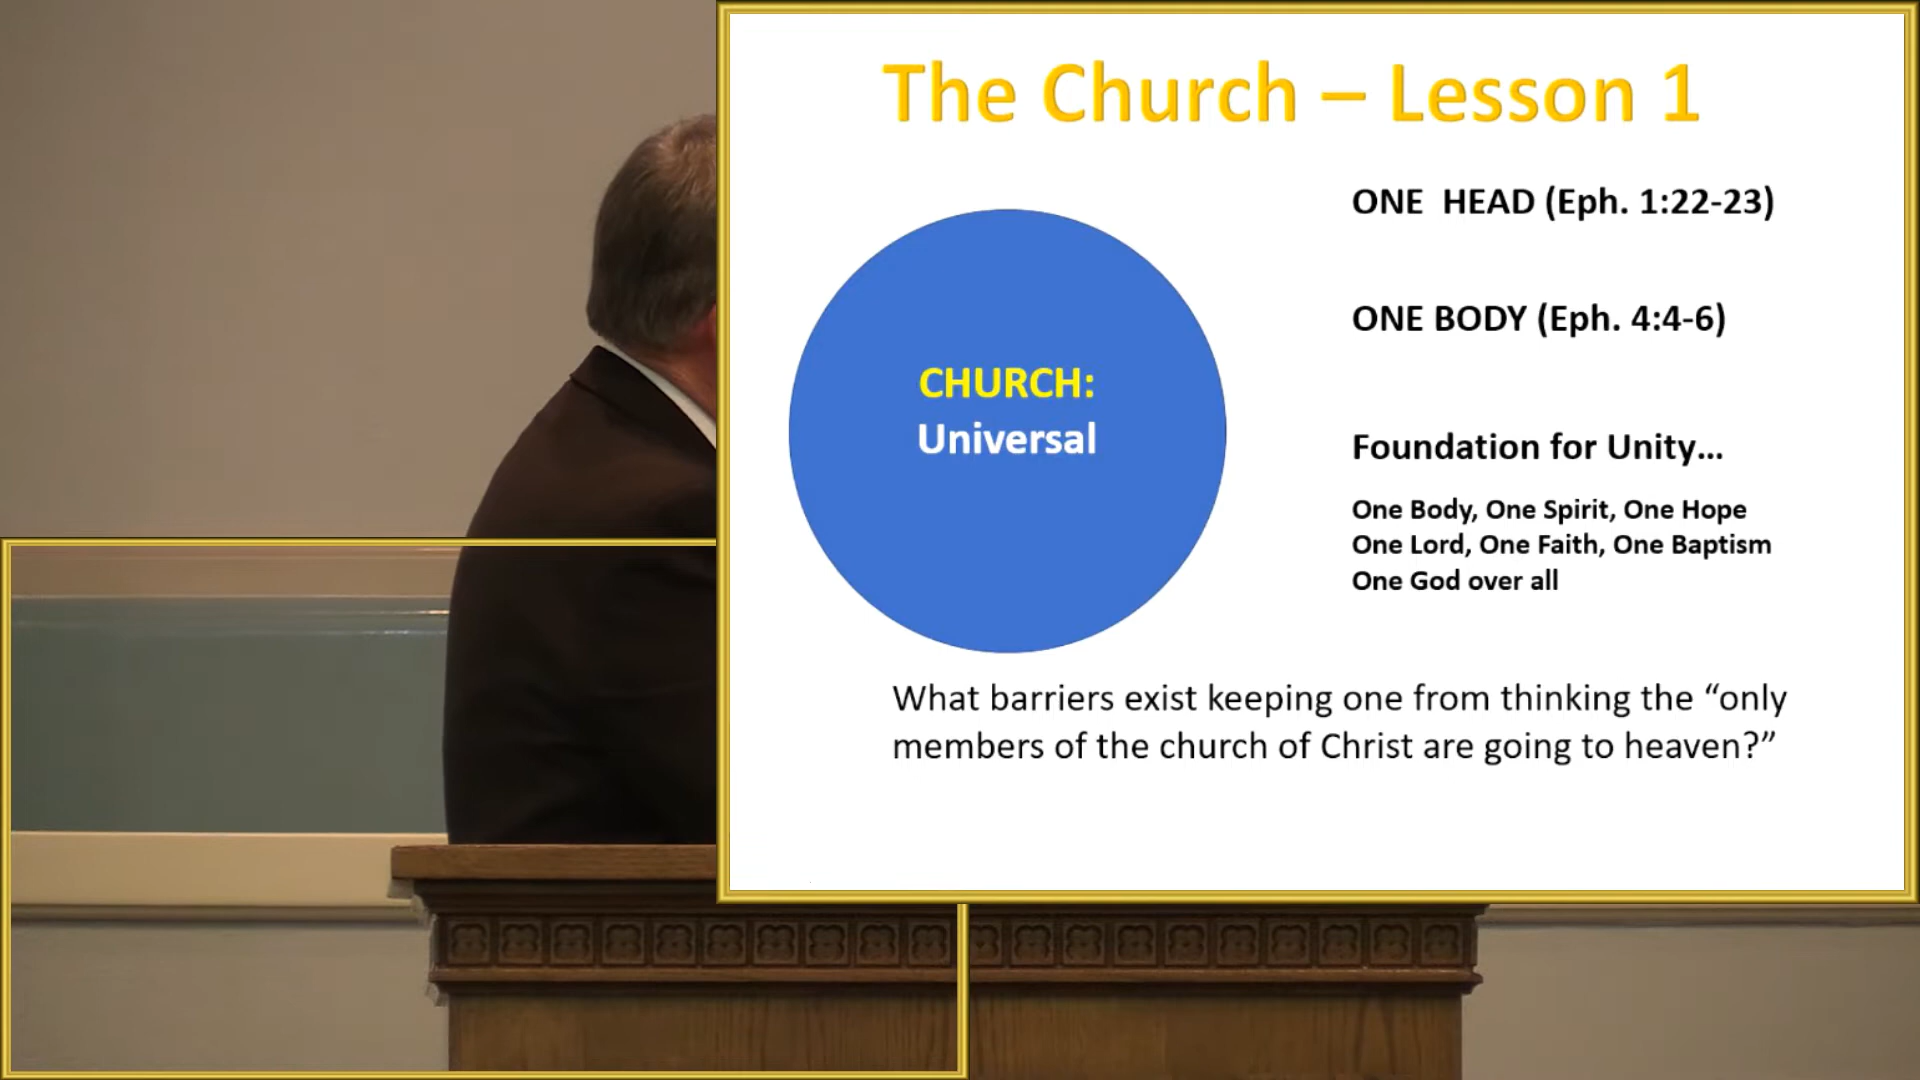 The Church – Lesson 1
ONE  HEAD (Eph. 1:22-23)
ONE BODY (Eph. 4:4-6)
CHURCH:
Universal
Foundation for Unity...
One Body, One Spirit, One Hope
One Lord, One Faith, One Baptism
One God over all
What barriers exist keeping one from thinking the “only
members of the church of Christ are going to heaven?”